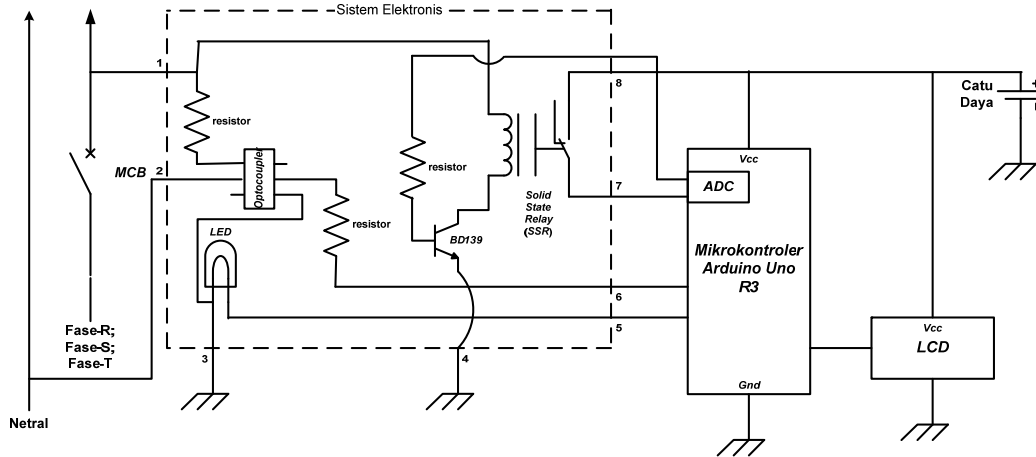 Sistem Elektronis
1
8
Catu
Daya
+
resistor
MCB
2
Optocoupler
resistor
Vcc
ADC
7
Solid
State
Relay
(SSR)
resistor
LED
BD139
Mikrokontroler
Arduino Uno
R3
6
5
Fase-R;
Fase-S;
Fase-T
3
4
Vcc
LCD
Gnd
Netral